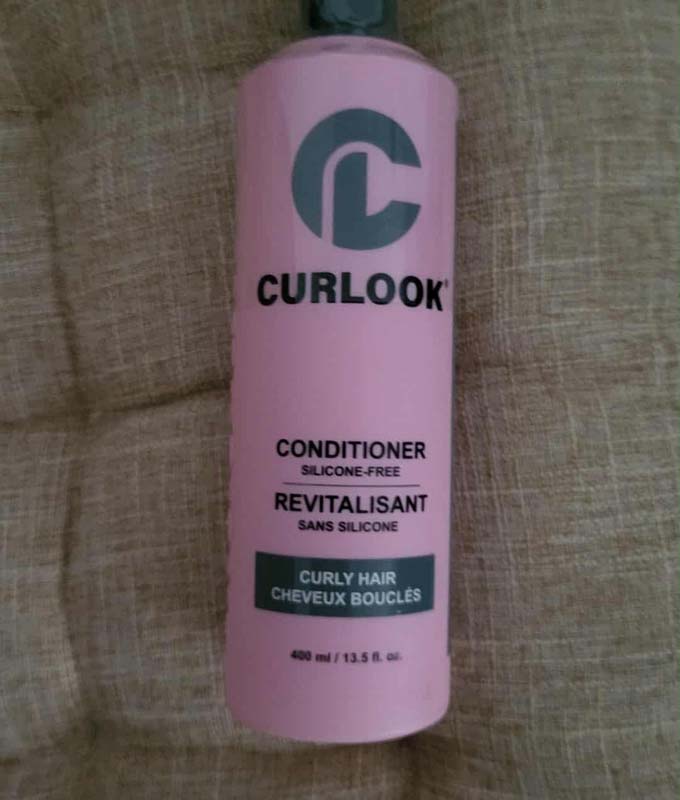 CURLOOK®
CONDITIONER
SILICONE-FREE
REVITALISANT
SANS SILICONE
CURLY HAIR
CHEVEUX BOUCLÉS
400 ml / 13.5 fl. oz.